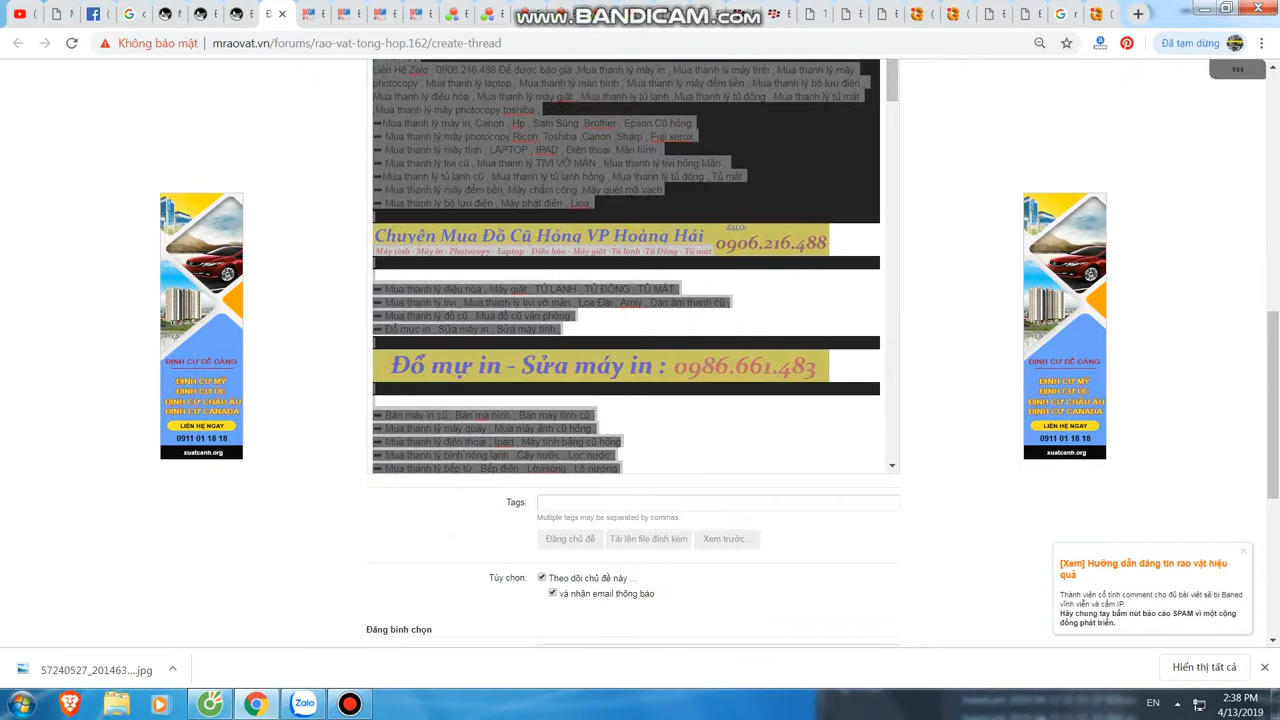 www.BANDICAM.com
Không bảo mật
mraovat.vn/forums/rao-vat-tong-hop.162/create-thread
Đã tạm dừng
Liên Hệ Zalo : 0908.216.488 Để được báo giá ,Mua thanh lý máy in , Mua thanh lý máy tính , Mua thanh lý máy
photocopy , Mua thanh lý laptop , Mua thanh lý màn hình , Mua thanh lý máy đếm tiền , Mua thanh lý bộ lưu điện ,
Mua thanh lý điều hòa , Mua thanh lý máy giặt , Mua thanh lý tủ lạnh ,Mua thanh lý tủ đông , Mua thanh lý tủ mát
,Mua thanh lý máy photocopy toshiba ,
➡Mua thanh lý máy in, Canon , Hp , Sam Sũng ,Brother , Epson Cũ hỏng
➡ Mua thanh lý máy photocopy Ricoh ,Toshiba ,Canon ,Sharp , Fuji xerox,
➡ Mua thanh lý máy tính , LAPTOP , IPAD , Điện thoại ,Màn hình
➡ Mua thanh lý tivi cũ , Mua thanh lý TIVI VỠ MÀN , Mua thanh lý tivi hỏng Màn ,
➡Mua thanh lý tủ lạnh cũ , Mua thanh lý tủ lạnh hỏng , Mua thanh lý tủ đông , Tủ mát
➡ Mua thanh lý máy đếm tiền, Máy chấm công ,Máy quét mã vạch
➡ Mua thanh lý bộ lưu điện , Máy phát điện , Lioa,
Chuyên Mua Đồ Cũ Hỏng VP Hoàng Hải
Zalo:
0906.216.488
Máy tính - Máy in - Photocopy - Laptop - Điều hòa - Máy giặt -Tủ lạnh -Tủ Đông - Tủ mát
➡ Mua thanh lý điều hòa , Máy giặt , TỦ LẠNH , TỦ ĐÔNG , TỦ MÁT
➡ Mua thanh lý tivi , Mua thanh lý tivi vỡ màn , Loa Đài , Amly , Dàn âm thanh cũ ,
➡ Mua thanh lý đồ cũ , Mua đồ cũ văn phòng
➡ Đổ mực in , Sửa máy in , Sửa máy tính
Đổ mự in - Sửa máy in : 0986.661.483
➡ Bán máy in cũ , Bán mà hình , Bán máy tính cũ ,
➡ Mua thanh lý máy quay , Mua máy ảnh cũ hỏng
➡ Mua thanh lý điện thoại , Ipad , Máy tính bảng cũ hỏng
➡ Mua thanh lý bình nóng lạnh , Cây nước , Lọc nước
➡ Mua thanh lý bếp từ , Bếp điện , Lòvisong , Lò nướng
ĐỊNH CƯ DỄ DÀNG
ĐỊNH CƯ MỸ
ĐỊNH CƯ ÚC
ĐỊNH CƯ CHÂU ÂU
ĐỊNH CƯ CANADA
LIÊN HỆ NGAY
0911 01 18 18
xuatcanh.org
ĐỊNH CƯ DỄ DÀNG
ĐỊNH CƯ MỸ
ĐỊNH CƯ ÚC
ĐỊNH CƯ CHÂU ÂU
ĐỊNH CƯ CANADA
LIÊN HỆ NGAY
0911 01 18 18
xuatcanh.org
Tags:
Multiple tags may be separated by commas.
Đăng chủ đề
Tải lên file đính kèm
Xem trước...
Tùy chọn:
Theo dõi chủ đề này ...
và nhận email thông báo
Đăng bình chọn
[Xem] Hướng dẫn đăng tin rao vặt hiệu
quả
Thành viên cố tình comment cho đủ bài viết sẽ bị Baned
vĩnh viễn và cấm IP.
Hãy chung tay bấm nút báo cáo SPAM vì một cộng
đồng phát triển.
57240527_201463....jpg
Hiển thị tất cả
Zalo
EN
2:38 PM
4/13/2019